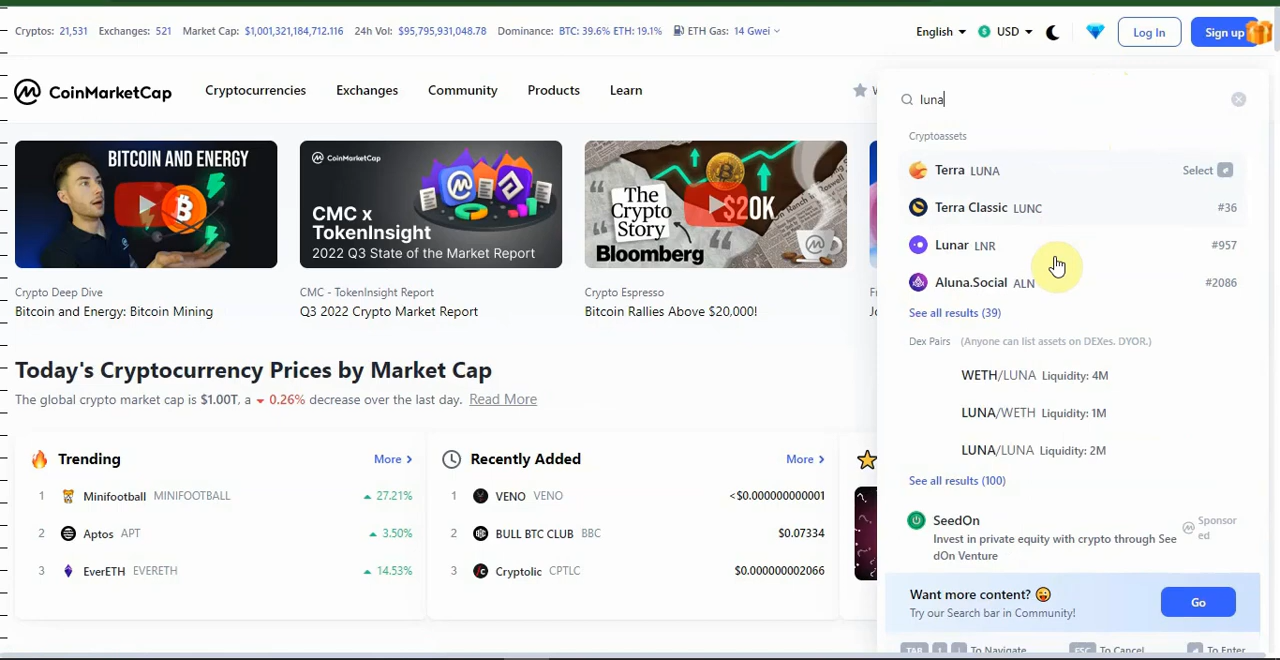 Cryptos: 21,531 Exchanges: 521 Market Cap: $1,001,321,184,712.116 24h Vol: $95,795,931,048.78 Dominance: BTC: 39.6% ETH: 19.1% ETH Gas: 14 Gwei English USD Log In Sign up
CoinMarketCap Cryptocurrencies Exchanges Community Products Learn W
luna
Cryptoassets
Terra LUNA Select
Terra Classic LUNC #36
Lunar LNR #957
Aluna.Social ALN #2086
See all results (39)
Dex Pairs (Anyone can list assets on DEXes. DYOR.)
WETH/LUNA Liquidity: 4M
LUNA/WETH Liquidity: 1M
LUNA/LUNA Liquidity: 2M
See all results (100)
SeedOn
Invest in private equity with crypto through See
dOn Venture
Sponsor
ed
Want more content?
Try our Search bar in Community!
Go
TAB To Navigate ESC To Cancel To Enter
BITCOIN AND ENERGY
CoinMarketCap
CMC x
TokenInsight
2022 Q3 State of the Market Report
The
Crypto
Story
Bloomberg
$20K
Crypto Deep Dive
Bitcoin and Energy: Bitcoin Mining
CMC - TokenInsight Report
Q3 2022 Crypto Market Report
Crypto Espresso
Bitcoin Rallies Above $20,000!
Today's Cryptocurrency Prices by Market Cap
The global crypto market cap is $1.00T, a 0.26% decrease over the last day. Read More
Trending More
1 Minifootball MINIFOOTBALL 27.21%
2 Aptos APT 3.50%
3 EverETH EVERETH 14.53%
Recently Added More
1 VENO VENO <$0.000000000001
2 BULL BTC CLUB BBC $0.07334
3 Cryptolic CPTLC $0.000000002066